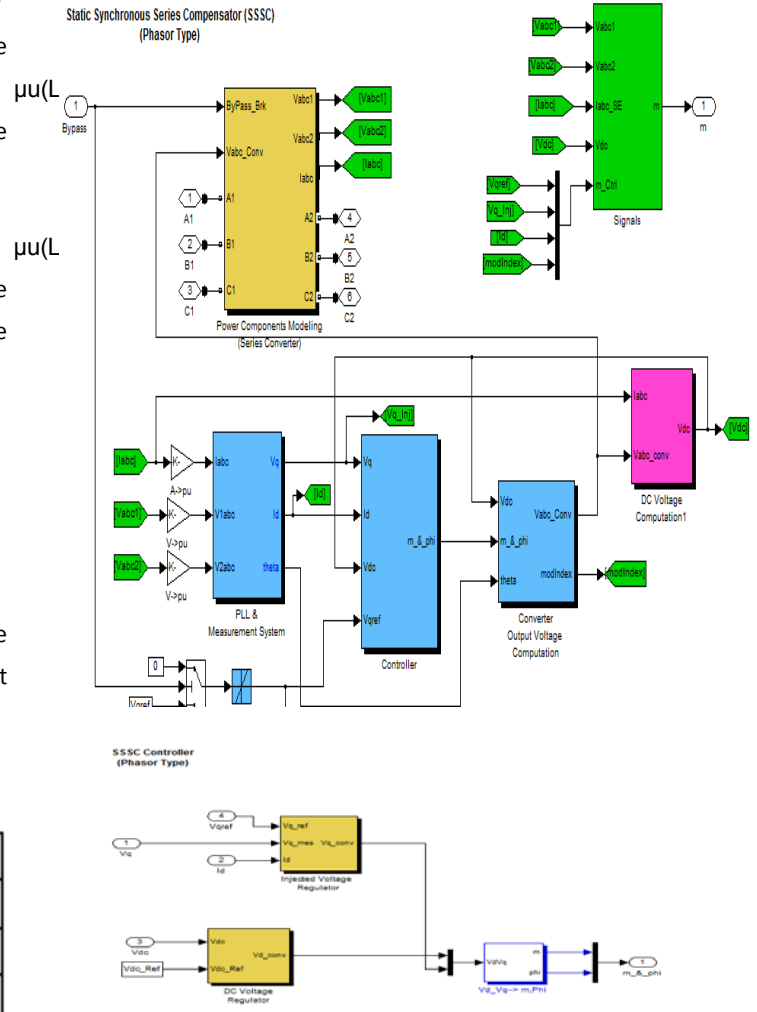 Static Synchronous Series Compensator (SSSC)
(Phasor Type)
e
µu(L
e
µu(L
e
e
e
t
1
Bypass
ByPass_Brk
Vabc_Conv
A1
B1
C1
Vabc1
Vabc2
Iabc
A2
B2
C2
1
A1
2
B1
3
C1
[Vabc1]
[Vabc2]
[Iabc]
4
A2
5
B2
6
C2
Power Components Modeling
(Series Converter)
[Vabc1]
[Vabc2]
[Iabc]
[Vdc]
[Vqref]
[Vq_Inj]
[Id]
[modIndex]
Vabc1
Vabc2
Iabc_SE
Vdc
m_Ctrl
m
1
m
Signals
[Iabc]
[Vabc1]
[Vabc2]
K-
A->pu
K-
V->pu
K-
V->pu
Iabc
V1abc
V2abc
Vq
Id
theta
PLL &
Measurement System
[Vq_Inj]
[Id]
Vq
Id
Vdc
Vqref
m_&_phi
Controller
Vdc
m_&_phi
theta
Vabc_Conv
modIndex
Converter
Output Voltage
Computation
[modIndex]
Iabc
Vabc_conv
Vdc
[Vdc]
DC Voltage
Computation1
0
Vqref
SSSC Controller
(Phasor Type)
4
Vqref
1
Vq
2
Id
Vq_ref
Vq_mes
Id
Vq_conv
Injected Voltage
Regulator
3
Vdc
Vdc_Ref
Vdc
Vdc_Ref
Vd_conv
DC Voltage
Regulator
VdVq
m
phi
Vd_Vq--> m,Phi
1
m_&_phi